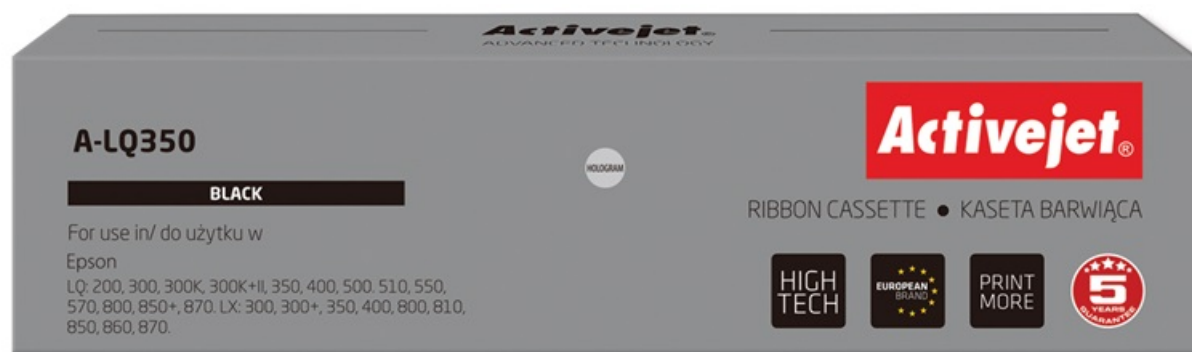 Activejet®
ADVANCED TECHNOLOGY
A-LQ350
BLACK
For use in/ do użytku w
Epson
LQ: 200, 300, 300K, 300K+II, 350, 400, 500. 510, 550,
570, 800, 850+, 870. LX: 300, 300+, 350, 400, 800, 810,
850, 860, 870.
HOLOGRAM
Activejet®
RIBBON CASSETTE ● KASETA BARWIĄCA
HIGH
TECH
EUROPEAN
BRAND
PRINT
MORE
5
YEARS
GUARANTEE